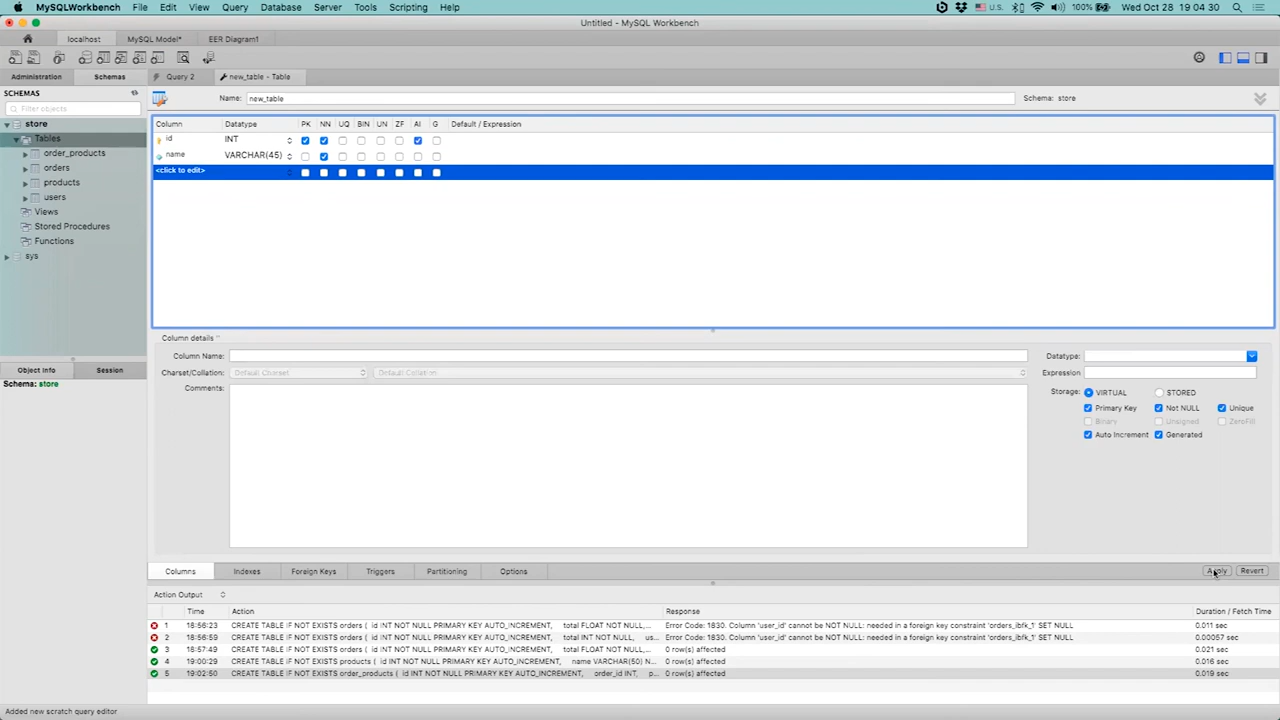 MySQLWorkbench File Edit View Query Database Server Tools Scripting Help U.S. 100% Wed Oct 28 19 04 30
Untitled - MySQL Workbench
localhost MySQL Model* EER Diagram1
Administration Schemas Query 2 new_table - Table
SCHEMAS
Filter objects
Name: new_table Schema: store
store
Tables
order_products
orders
products
users
Views
Stored Procedures
Functions
sys
Column Datatype PK NN UQ BIN UN ZF AI G Default / Expression
id INT
name VARCHAR(45)
<click to edit>
Column details ''
Column Name: Datatype:
Charset/Collation: Default Charset Default Collation Expression
Comments: Storage: VIRTUAL STORED
Primary Key Not NULL Unique
Binary Unsigned ZeroFill
Auto Increment Generated
Object Info Session
Schema: store
Columns Indexes Foreign Keys Triggers Partitioning Options Apply Revert
Action Output
Time Action Response Duration / Fetch Time
1 18:56:23 CREATE TABLE IF NOT EXISTS orders ( id INT NOT NULL PRIMARY KEY AUTO_INCREMENT, total FLOAT NOT NULL,... Error Code: 1830. Column 'user_id' cannot be NOT NULL: needed in a foreign key constraint 'orders_ibfk_1' SET NULL 0.011 sec
2 18:56:59 CREATE TABLE IF NOT EXISTS orders ( id INT NOT NULL PRIMARY KEY AUTO_INCREMENT, total INT NOT NULL, us... Error Code: 1830. Column 'user_id' cannot be NOT NULL: needed in a foreign key constraint 'orders_ibfk_1' SET NULL 0.00057 sec
3 18:57:49 CREATE TABLE IF NOT EXISTS orders ( id INT NOT NULL PRIMARY KEY AUTO_INCREMENT, total FLOAT NOT NULL,... 0 row(s) affected 0.021 sec
4 19:00:29 CREATE TABLE IF NOT EXISTS products ( id INT NOT NULL PRIMARY KEY AUTO_INCREMENT, name VARCHAR(50) N... 0 row(s) affected 0.016 sec
5 19:02:50 CREATE TABLE IF NOT EXISTS order_products ( id INT NOT NULL PRIMARY KEY AUTO_INCREMENT, order_id INT, p... 0 row(s) affected 0.019 sec
Added new scratch query editor